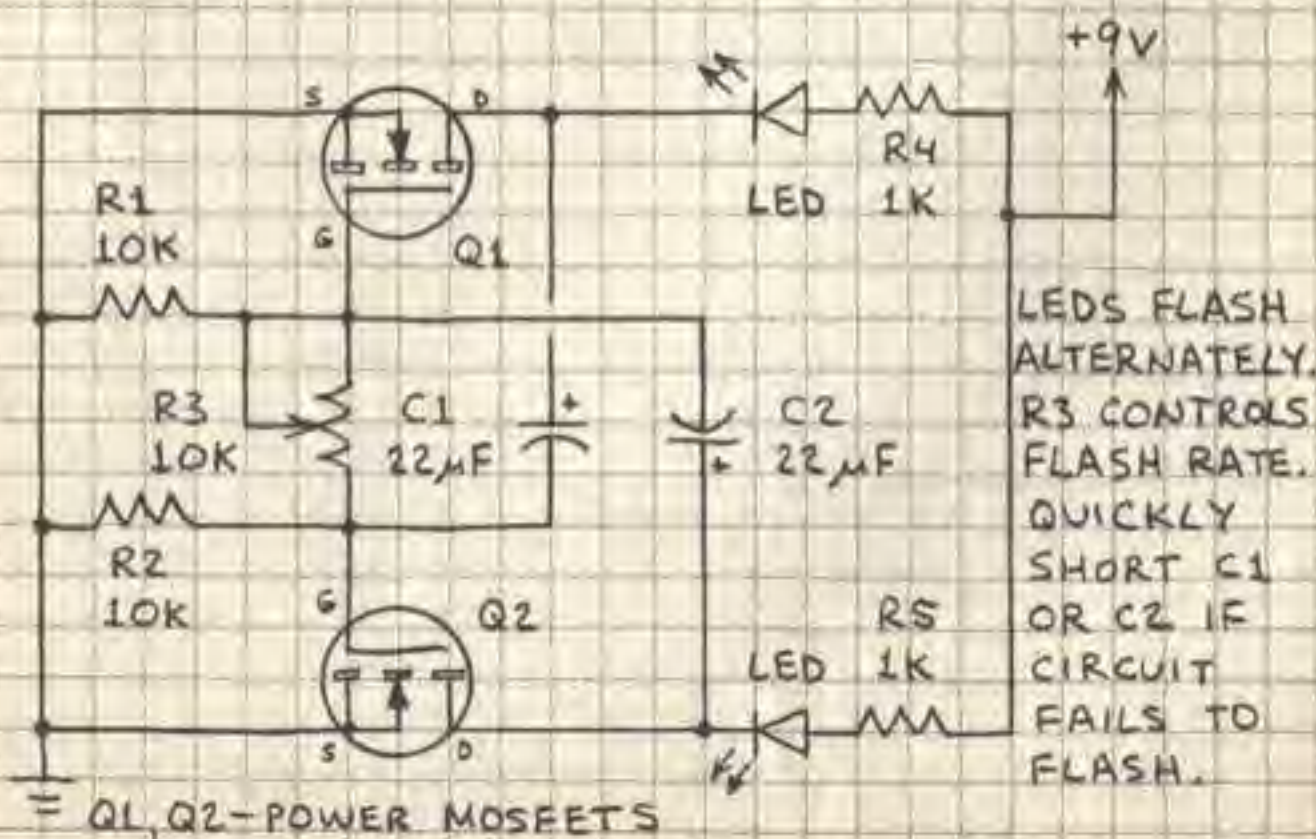 +9V
S
D
G
Q1
R1
10K
R4
LED 1K
R3
10K
C1
22µF
+
C2
22µF
+
R2
10K
G
Q2
S
D
R5
LED 1K
LEDS FLASH
ALTERNATELY.
R3 CONTROLS
FLASH RATE.
QUICKLY
SHORT C1
OR C2 IF
CIRCUIT
FAILS TO
FLASH.
Q1, Q2-POWER MOSFETS